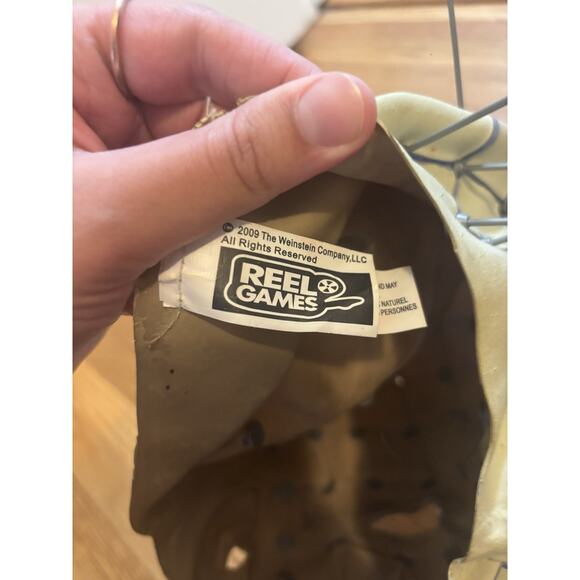 © 2009 The Weinstein Company,LLC
All Rights Reserved
REEL
GAMES
MAY
NATUREL
PERSONNES